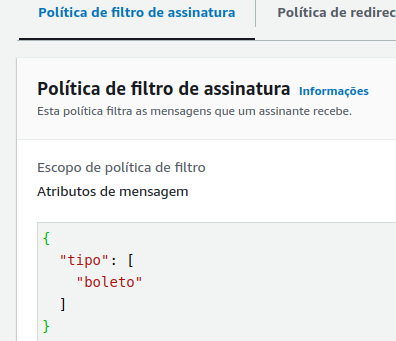 Política de filtro de assinatura Política de redirec
Política de filtro de assinatura Informações
Esta política filtra as mensagens que um assinante recebe.
Escopo de política de filtro
Atributos de mensagem
{
"tipo": [
"boleto"
]
}